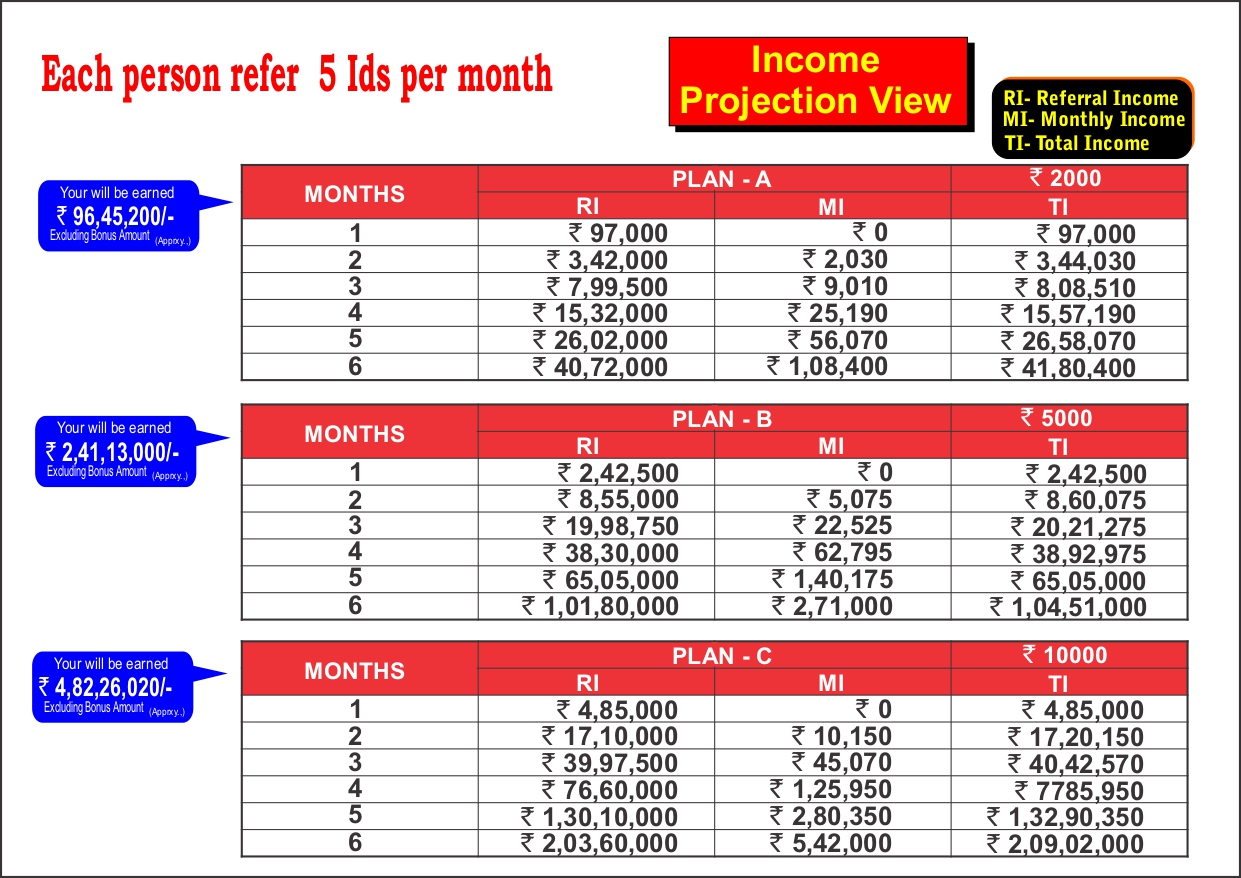 Each person refer 5 Ids per month
Income
Projection View
RI- Referral Income
MI- Monthly Income
TI- Total Income
Your will be earned
₹ 96,45,200/-
Excluding Bonus Amount (Apprxy.,)
MONTHS PLAN - A ₹ 2000
RI MI TI
1 ₹ 97,000 ₹ 0 ₹ 97,000
2 ₹ 3,42,000 ₹ 2,030 ₹ 3,44,030
3 ₹ 7,99,500 ₹ 9,010 ₹ 8,08,510
4 ₹ 15,32,000 ₹ 25,190 ₹ 15,57,190
5 ₹ 26,02,000 ₹ 56,070 ₹ 26,58,070
6 ₹ 40,72,000 ₹ 1,08,400 ₹ 41,80,400
Your will be earned
₹ 2,41,13,000/-
Excluding Bonus Amount (Apprxy.,)
MONTHS PLAN - B ₹ 5000
RI MI TI
1 ₹ 2,42,500 ₹ 0 ₹ 2,42,500
2 ₹ 8,55,000 ₹ 5,075 ₹ 8,60,075
3 ₹ 19,98,750 ₹ 22,525 ₹ 20,21,275
4 ₹ 38,30,000 ₹ 62,795 ₹ 38,92,975
5 ₹ 65,05,000 ₹ 1,40,175 ₹ 65,05,000
6 ₹ 1,01,80,000 ₹ 2,71,000 ₹ 1,04,51,000
Your will be earned
₹ 4,82,26,020/-
Excluding Bonus Amount (Apprxy.,)
MONTHS PLAN - C ₹ 10000
RI MI TI
1 ₹ 4,85,000 ₹ 0 ₹ 4,85,000
2 ₹ 17,10,000 ₹ 10,150 ₹ 17,20,150
3 ₹ 39,97,500 ₹ 45,070 ₹ 40,42,570
4 ₹ 76,60,000 ₹ 1,25,950 ₹ 7785,950
5 ₹ 1,30,10,000 ₹ 2,80,350 ₹ 1,32,90,350
6 ₹ 2,03,60,000 ₹ 5,42,000 ₹ 2,09,02,000